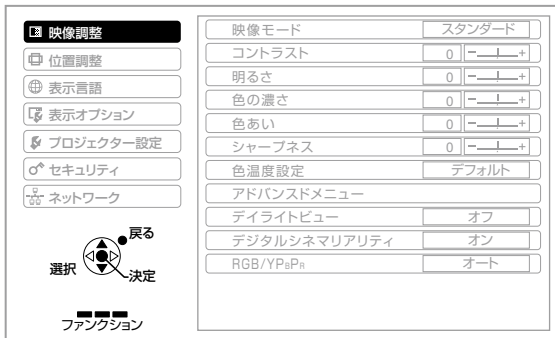 映像調整
位置調整
表示言語
表示オプション
プロジェクター設定
セキュリティ
ネットワーク
戻る
選択
決定
ファンクション
映像モード スタンダード
コントラスト 0 - +
明るさ 0 - +
色の濃さ 0 - +
色あい 0 - +
シャープネス 0 - +
色温度設定 デフォルト
アドバンスドメニュー
デイライトビュー オフ
デジタルシネマリアリティ オン
RGB/YPBPR オート